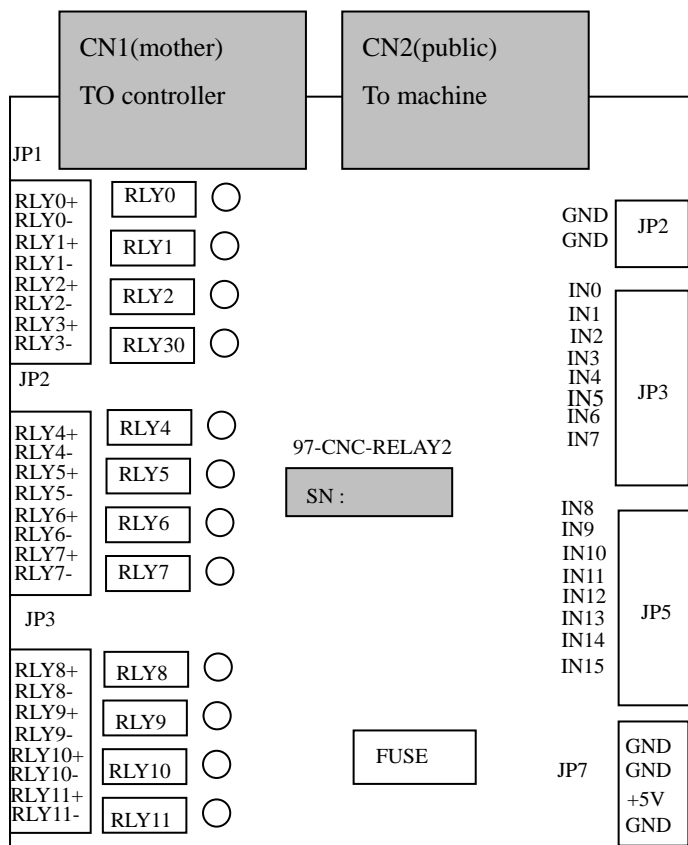 CN1(mother)
TO controller
CN2(public)
To machine
JP1
RLY0+
RLY0-
RLY1+
RLY1-
RLY2+
RLY2-
RLY3+
RLY3-
RLY0
RLY1
RLY2
RLY30
JP2
RLY4+
RLY4-
RLY5+
RLY5-
RLY6+
RLY6-
RLY7+
RLY7-
RLY4
RLY5
RLY6
RLY7
JP3
RLY8+
RLY8-
RLY9+
RLY9-
RLY10+
RLY10-
RLY11+
RLY11-
RLY8
RLY9
RLY10
RLY11
97-CNC-RELAY2
SN :
FUSE
GND
GND
JP2
IN0
IN1
IN2
IN3
IN4
IN5
IN6
IN7
JP3
IN8
IN9
IN10
IN11
IN12
IN13
IN14
IN15
JP5
JP7
GND
GND
+5V
GND